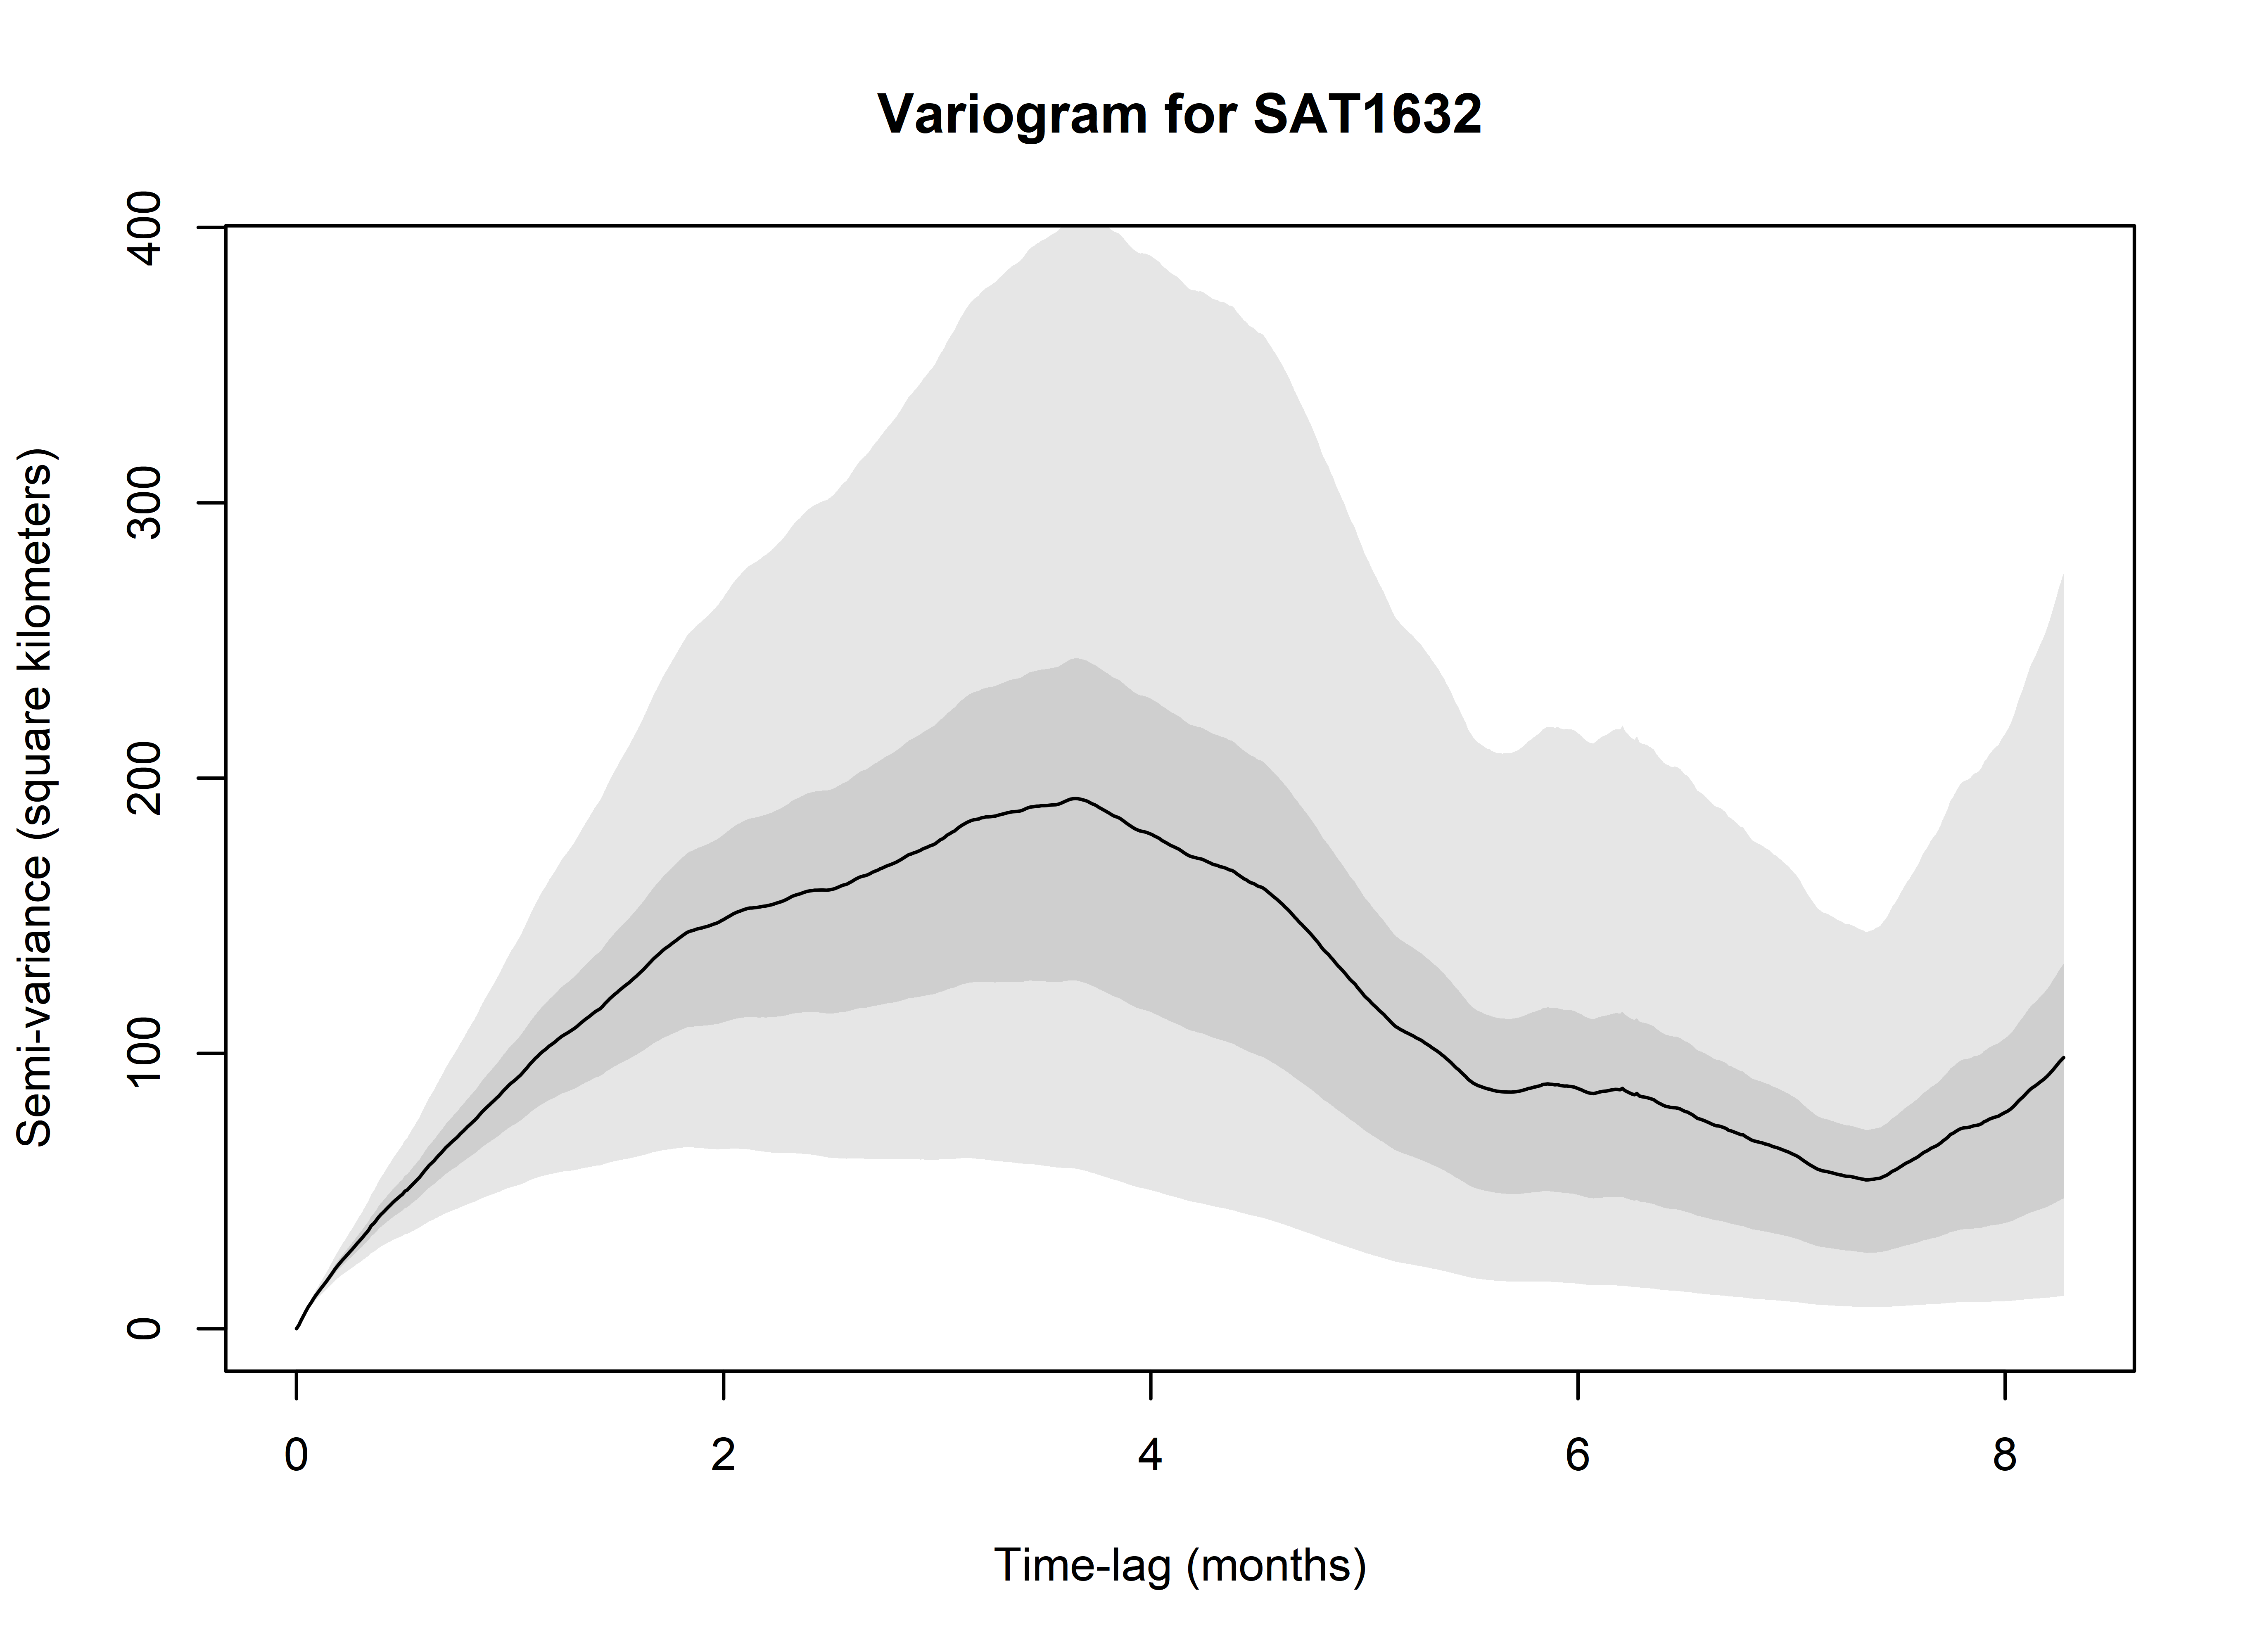 Variogram for SAT1632
Semi-variance (square kilometers)
400
300
200
100
0
0 2 4 6 8
Time-lag (months)